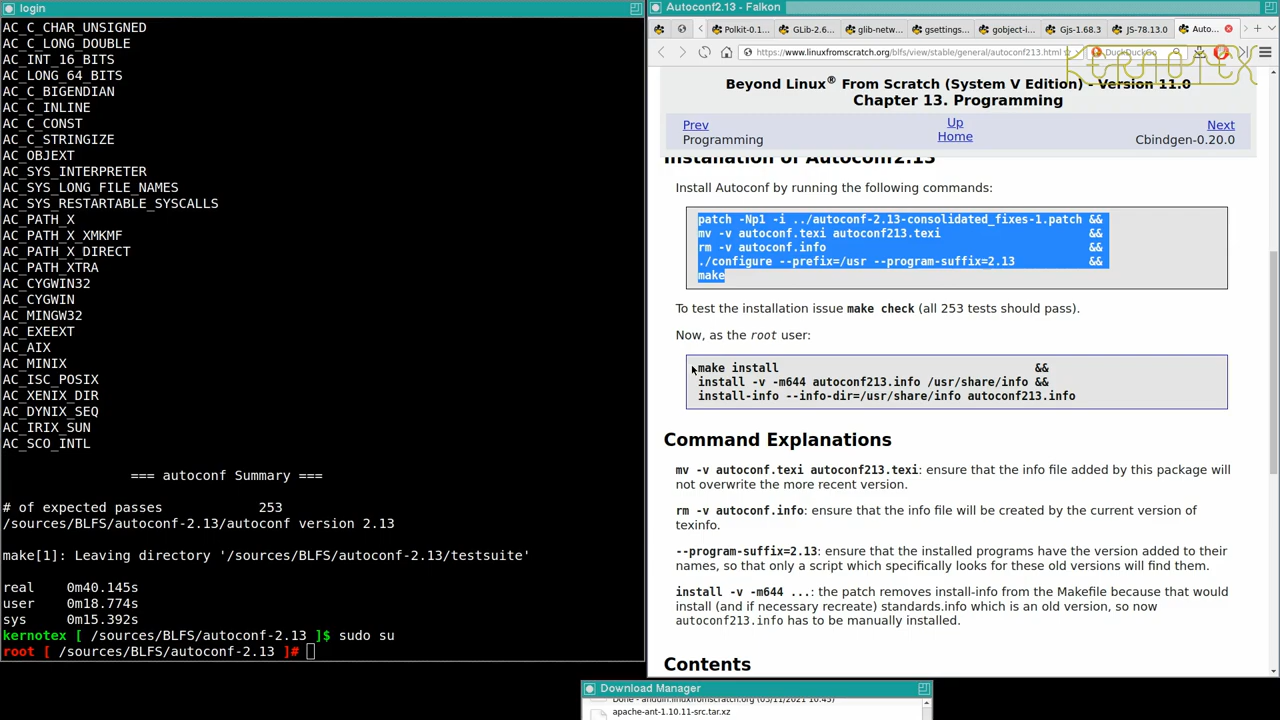 login
AC_C_CHAR_UNSIGNED
AC_C_LONG_DOUBLE
AC_INT_16_BITS
AC_LONG_64_BITS
AC_C_BIGENDIAN
AC_C_INLINE
AC_C_CONST
AC_C_STRINGIZE
AC_OBJEXT
AC_SYS_INTERPRETER
AC_SYS_LONG_FILE_NAMES
AC_SYS_RESTARTABLE_SYSCALLS
AC_PATH_X
AC_PATH_X_XMKMF
AC_PATH_X_DIRECT
AC_PATH_XTRA
AC_CYGWIN32
AC_CYGWIN
AC_MINGW32
AC_EXEEXT
AC_AIX
AC_MINIX
AC_ISC_POSIX
AC_XENIX_DIR
AC_DYNIX_SEQ
AC_IRIX_SUN
AC_SCO_INTL
=== autoconf Summary ===
# of expected passes 253
/sources/BLFS/autoconf-2.13/autoconf version 2.13
make[1]: Leaving directory '/sources/BLFS/autoconf-2.13/testsuite'
real 0m40.145s
user 0m18.774s
sys 0m15.392s
kernotex [ /sources/BLFS/autoconf-2.13 ]$ sudo su
root [ /sources/BLFS/autoconf-2.13 ]#
Autoconf2.13 - Falkon
Polkit-0.1... GLib-2.6... glib-netw... gsettings... gobject-i... Gjs-1.68.3 JS-78.13.0 Auto...
https://www.linuxfromscratch.org/blfs/view/stable/general/autoconf213.html DuckDuckGo
KERNOTEX
Beyond Linux® From Scratch (System V Edition) - Version 11.0
Chapter 13. Programming
Prev Up Next
Programming Home Cbindgen-0.20.0
Installation of Autoconf2.13
Install Autoconf by running the following commands:
patch -Np1 -i ../autoconf-2.13-consolidated_fixes-1.patch &&
mv -v autoconf.texi autoconf213.texi &&
rm -v autoconf.info &&
./configure --prefix=/usr --program-suffix=2.13 &&
make
To test the installation issue make check (all 253 tests should pass).
Now, as the root user:
make install &&
install -v -m644 autoconf213.info /usr/share/info &&
install-info --info-dir=/usr/share/info autoconf213.info
Command Explanations
mv -v autoconf.texi autoconf213.texi: ensure that the info file added by this package will
not overwrite the more recent version.
rm -v autoconf.info: ensure that the info file will be created by the current version of
texinfo.
--program-suffix=2.13: ensure that the installed programs have the version added to their
names, so that only a script which specifically looks for these old versions will find them.
install -v -m644 ...: the patch removes install-info from the Makefile because that would
install (and if necessary recreate) standards.info which is an old version, so now
autoconf213.info has to be manually installed.
Contents
Download Manager
Done - anduin.linuxfromscratch.org (05/11/2021 10:45)
apache-ant-1.10.11-src.tar.xz